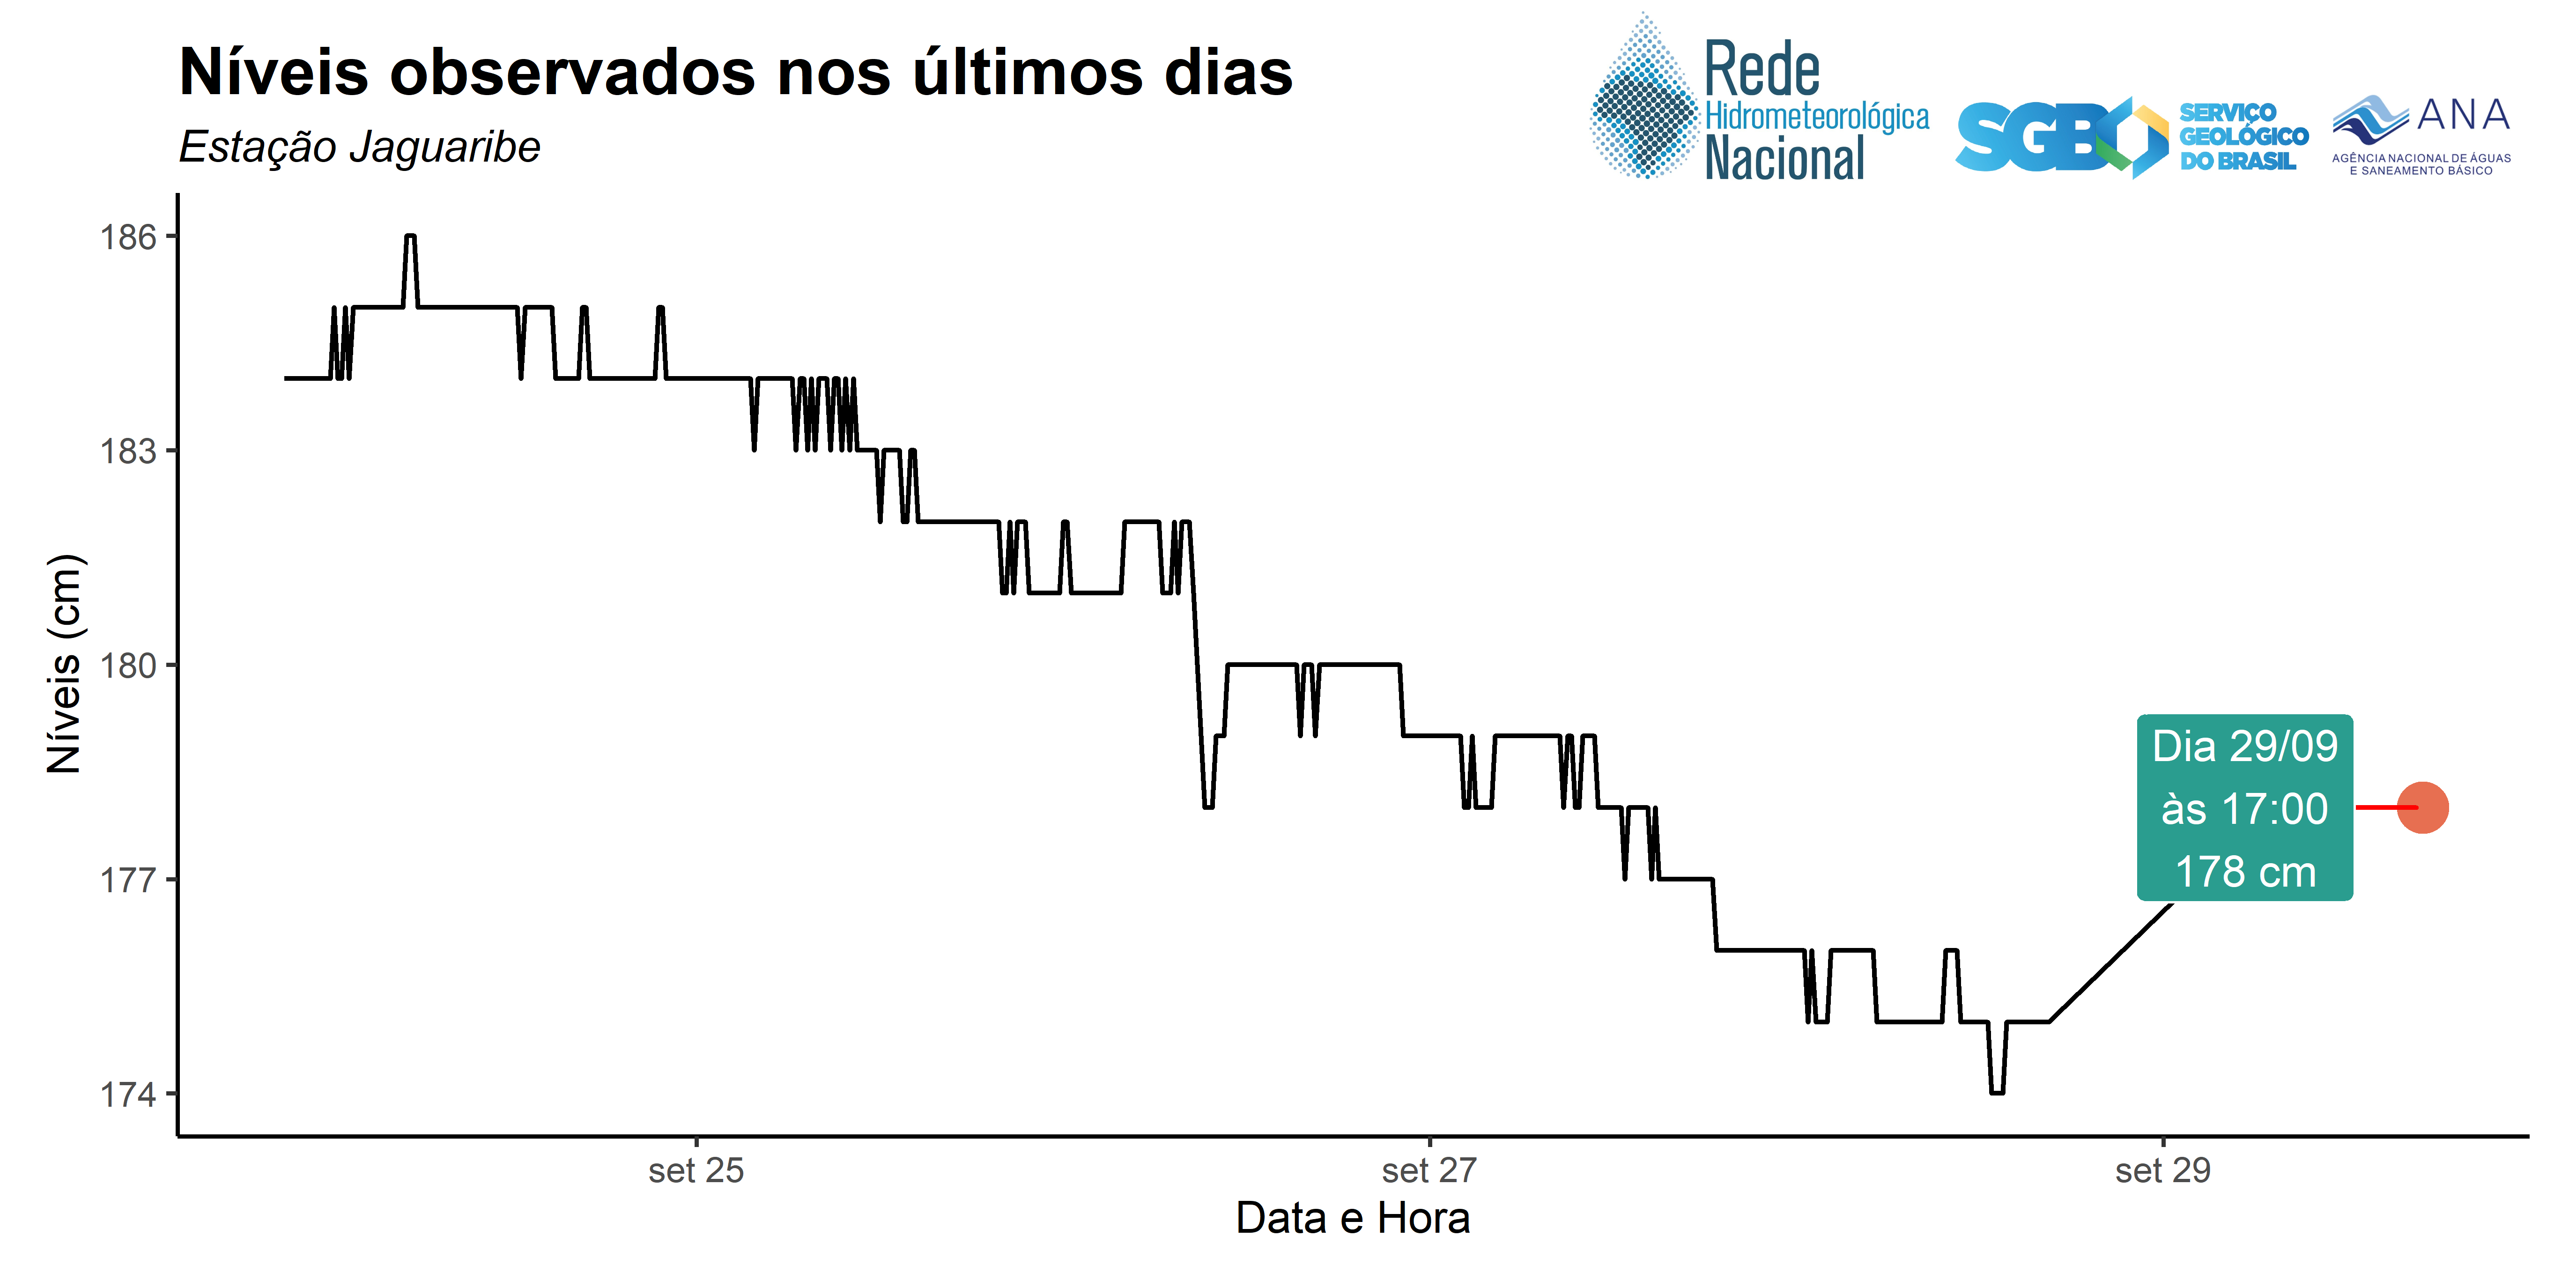 Níveis observados nos últimos dias
Estação Jaguaribe
Rede
Hidrometeorológica
Nacional
SGB
SERVIÇO
GEOLÓGICO
DO BRASIL
ANA
AGÊNCIA NACIONAL DE ÁGUAS
E SANEAMENTO BÁSICO
Níveis (cm)
186
183
180
177
174
Dia 29/09
às 17:00
178 cm
set 25
set 27
set 29
Data e Hora